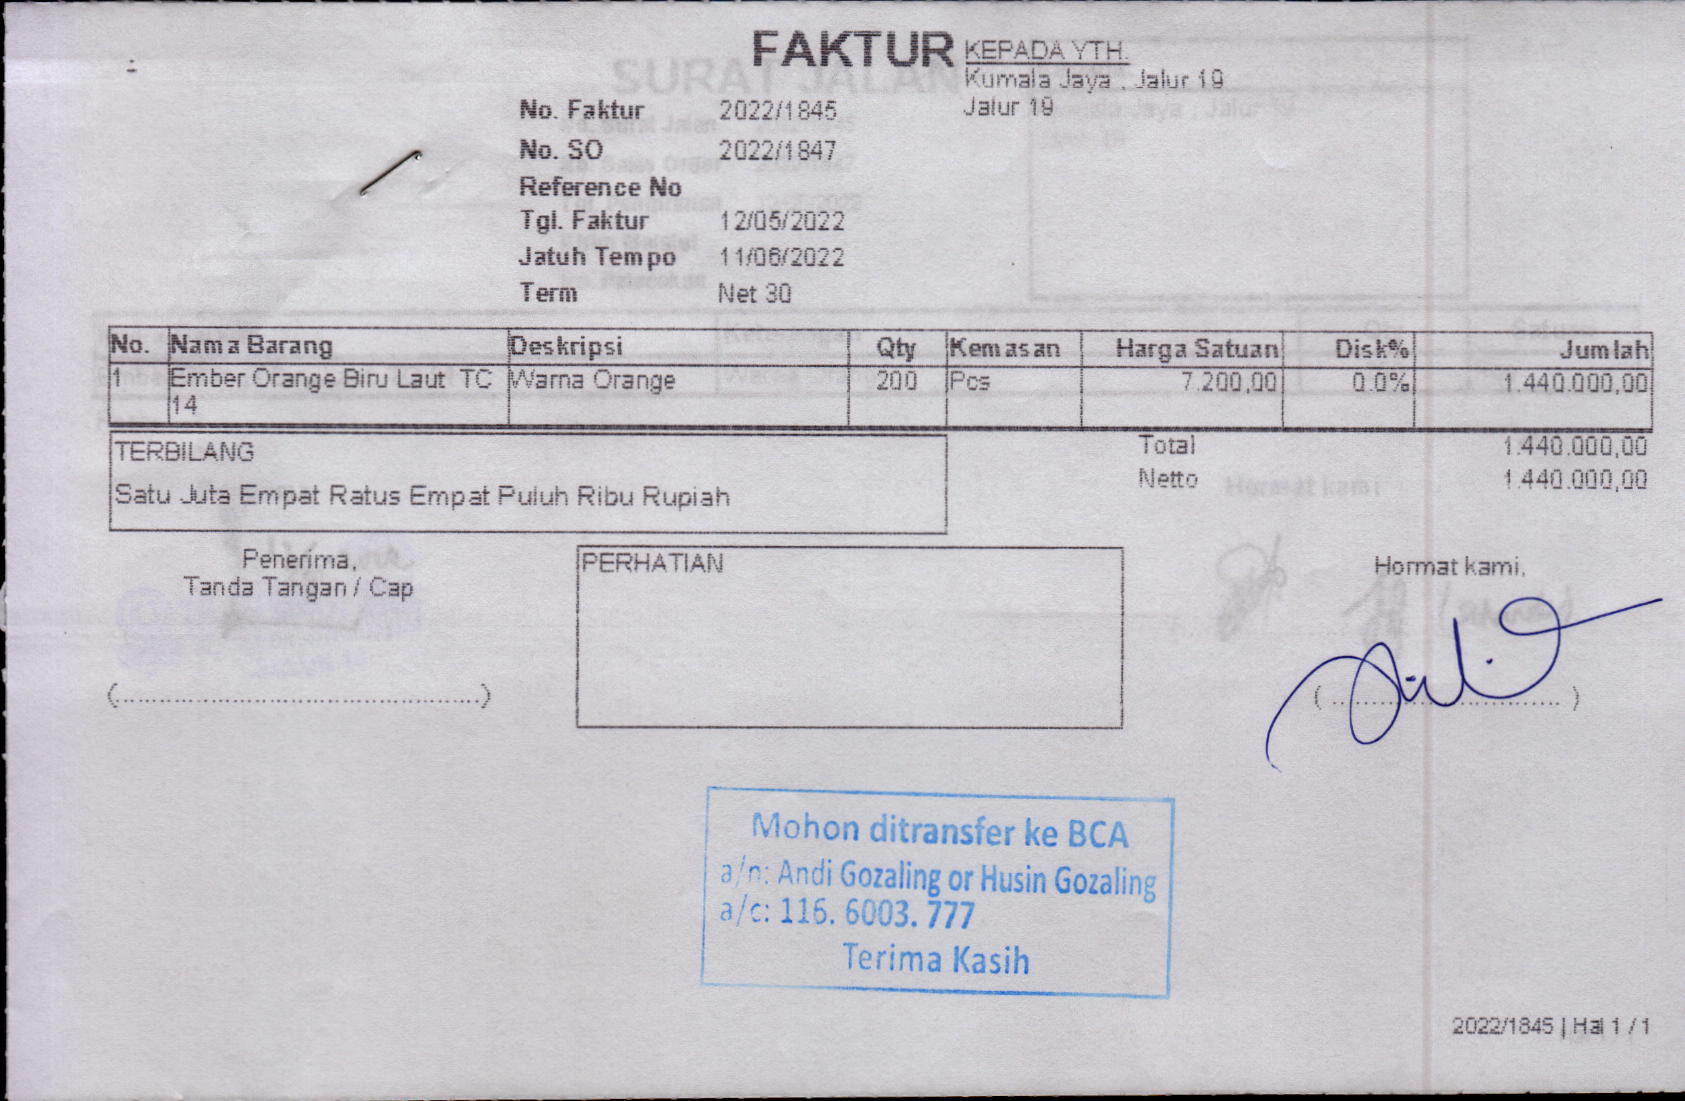 FAKTUR
KEPADA YTH.
Kumala Jaya , Jalur 19
Jalur 19
No. Faktur 2022/1845
No. SO 2022/1847
Reference No
Tgl. Faktur 12/05/2022
Jatuh Tempo 11/06/2022
Term Net 30
No. Nama Barang Deskripsi Qty Kemasan Harga Satuan Disk% Jumlah
1 Ember Orange Biru Laut TC Warna Orange 200 Pcs 7.200,00 0.0% 1.440.000,00
14
TERBILANG
Satu Juta Empat Ratus Empat Puluh Ribu Rupiah
Total 1.440.000,00
Netto 1.440.000,00
Penerima,
Tanda Tangan / Cap
(................................................)
PERHATIAN
Hormat kami,
( .............................. )
Mohon ditransfer ke BCA
a/n: Andi Gozaling or Husin Gozaling
a/c: 116. 6003. 777
Terima Kasih
2022/1845 | Hal 1 / 1